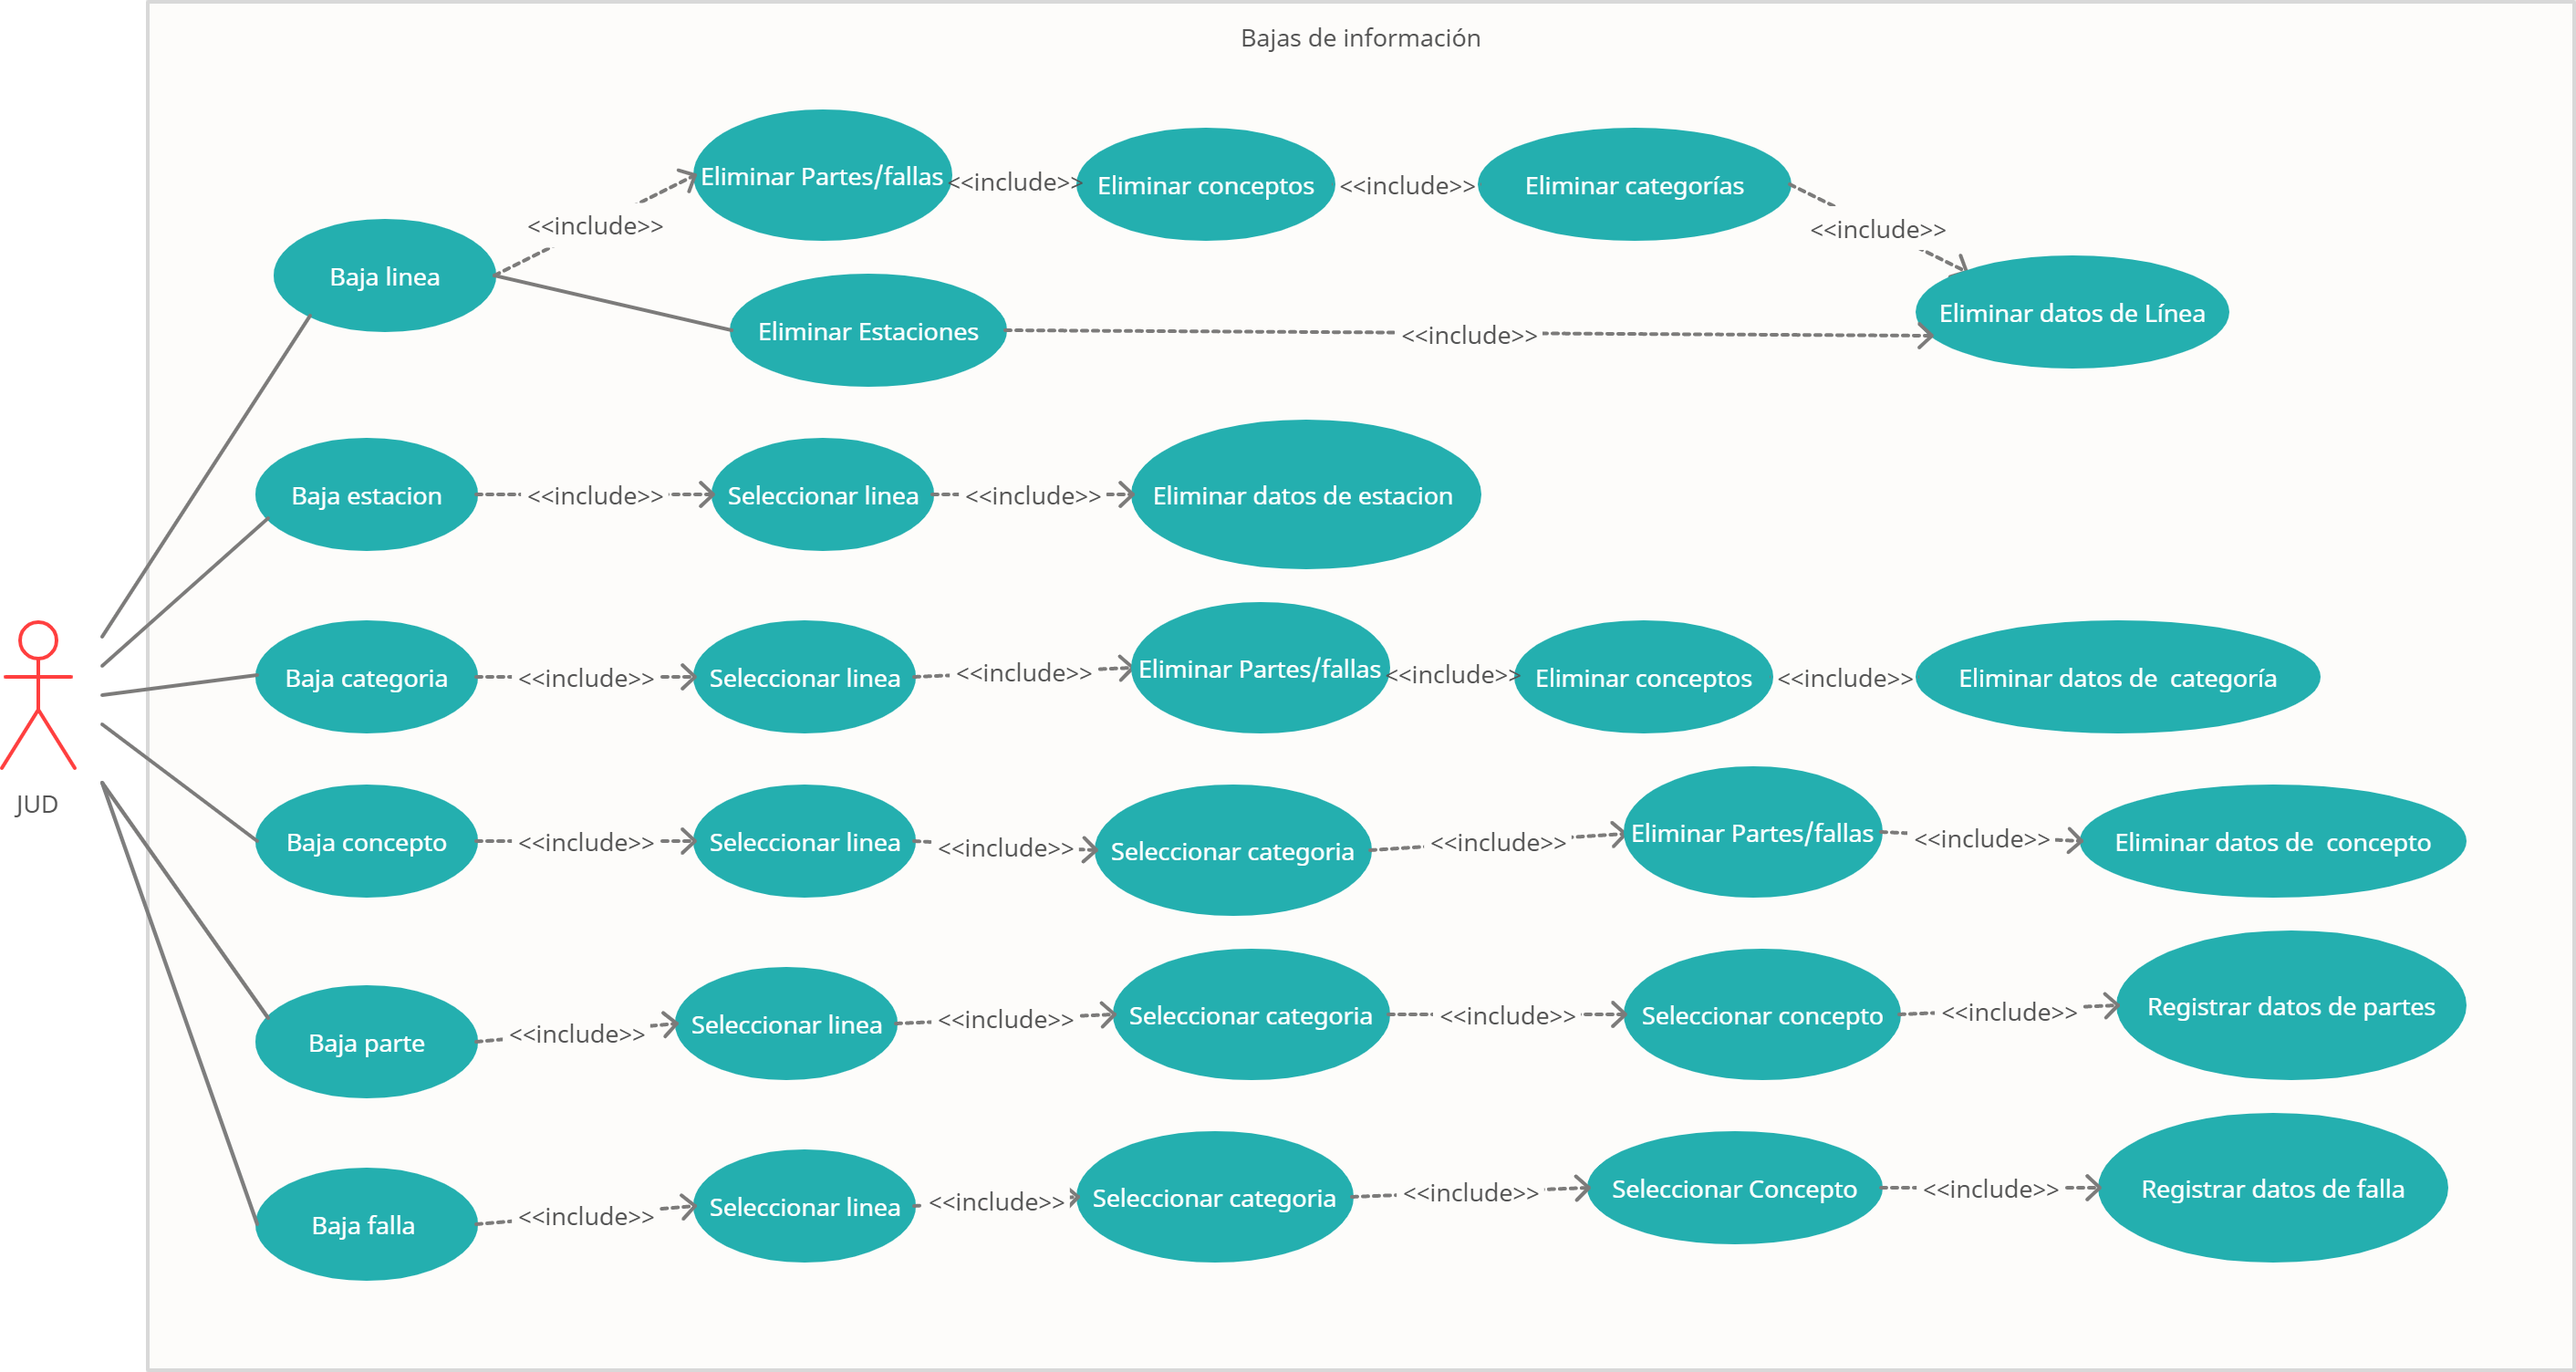 Bajas de información
Eliminar Partes/fallas <<include>> Eliminar conceptos <<include>> Eliminar categorías
<<include>> <<include>>
Baja linea
Eliminar Estaciones <<include>> Eliminar datos de Línea
Baja estacion <<include>> Seleccionar linea <<include>> Eliminar datos de estacion
Baja categoria <<include>> Seleccionar linea <<include>> Eliminar Partes/fallas <<include>> Eliminar conceptos <<include>> Eliminar datos de categoría
JUD
Baja concepto <<include>> Seleccionar linea <<include>> Seleccionar categoria <<include>> Eliminar Partes/fallas <<include>> Eliminar datos de concepto
Baja parte <<include>> Seleccionar linea <<include>> Seleccionar categoria <<include>> Seleccionar concepto <<include>> Registrar datos de partes
Baja falla <<include>> Seleccionar linea <<include>> Seleccionar categoria <<include>> Seleccionar Concepto <<include>> Registrar datos de falla